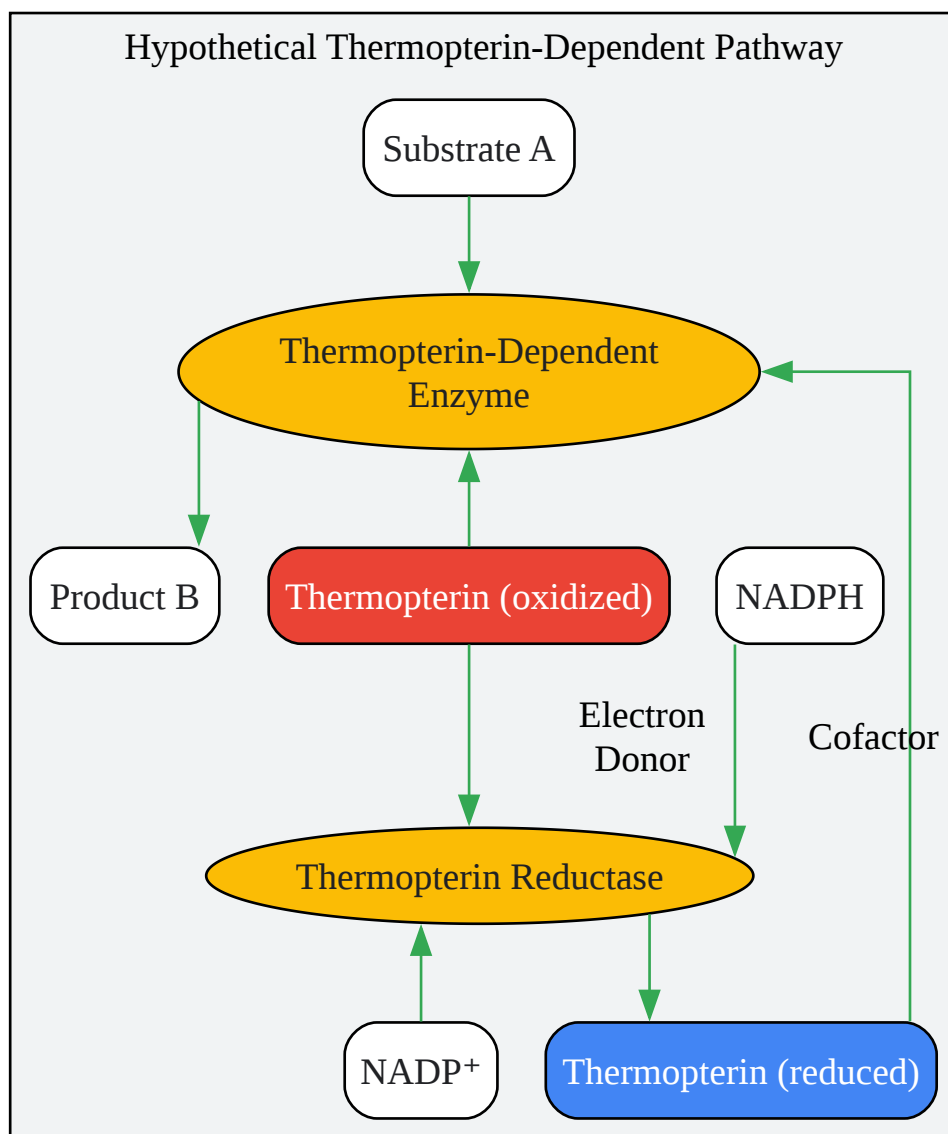 Hypothetical Thermopterin-Dependent Pathway
Substrate A
Thermopterin-Dependent
Enzyme
Product B
Thermopterin (oxidized)
NADPH
Electron
Donor
Cofactor
Thermopterin Reductase
NADP⁺
Thermopterin (reduced)